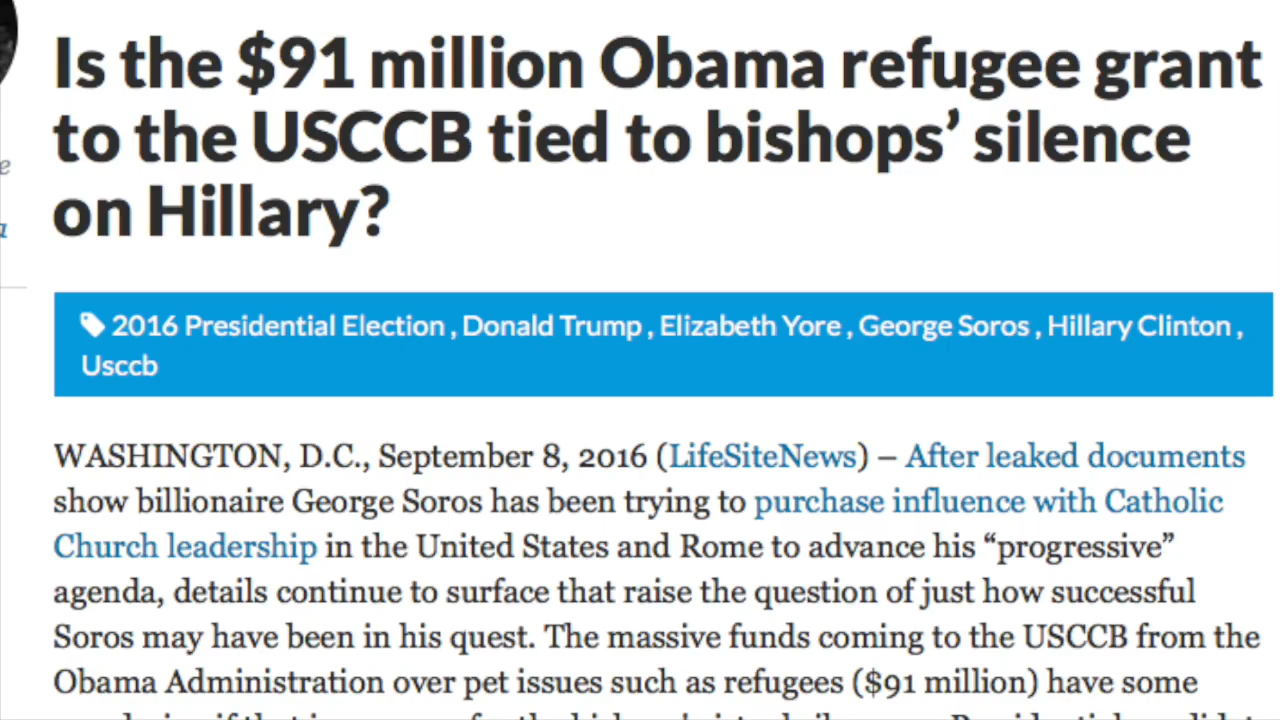 Is the $91 million Obama refugee grant
to the USCCB tied to bishops' silence
on Hillary?
2016 Presidential Election , Donald Trump , Elizabeth Yore , George Soros , Hillary Clinton ,
Usccb
WASHINGTON, D.C., September 8, 2016 (LifeSiteNews) – After leaked documents
show billionaire George Soros has been trying to purchase influence with Catholic
Church leadership in the United States and Rome to advance his “progressive”
agenda, details continue to surface that raise the question of just how successful
Soros may have been in his quest. The massive funds coming to the USCCB from the
Obama Administration over pet issues such as refugees ($91 million) have some